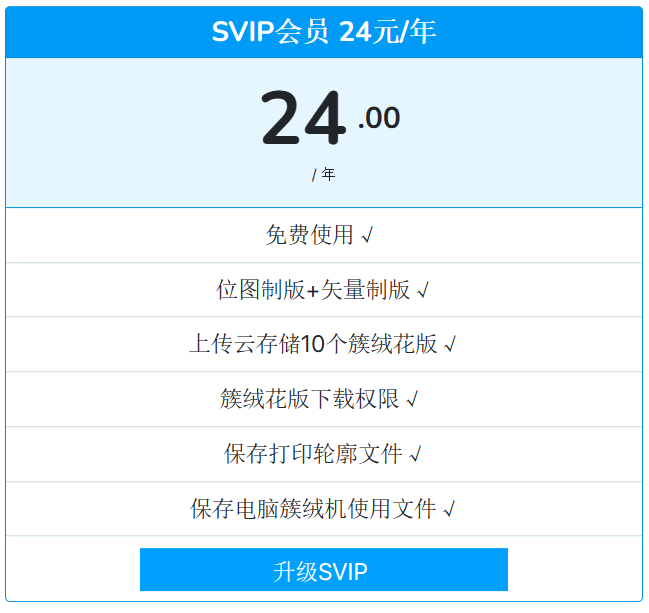 SVIP会员 24元/年
24 .00
/ 年
免费使用 √
位图制版+矢量制版 √
上传云存储10个簇绒花版 √
簇绒花版下载权限 √
保存打印轮廓文件 √
保存电脑簇绒机使用文件 √
升级SVIP